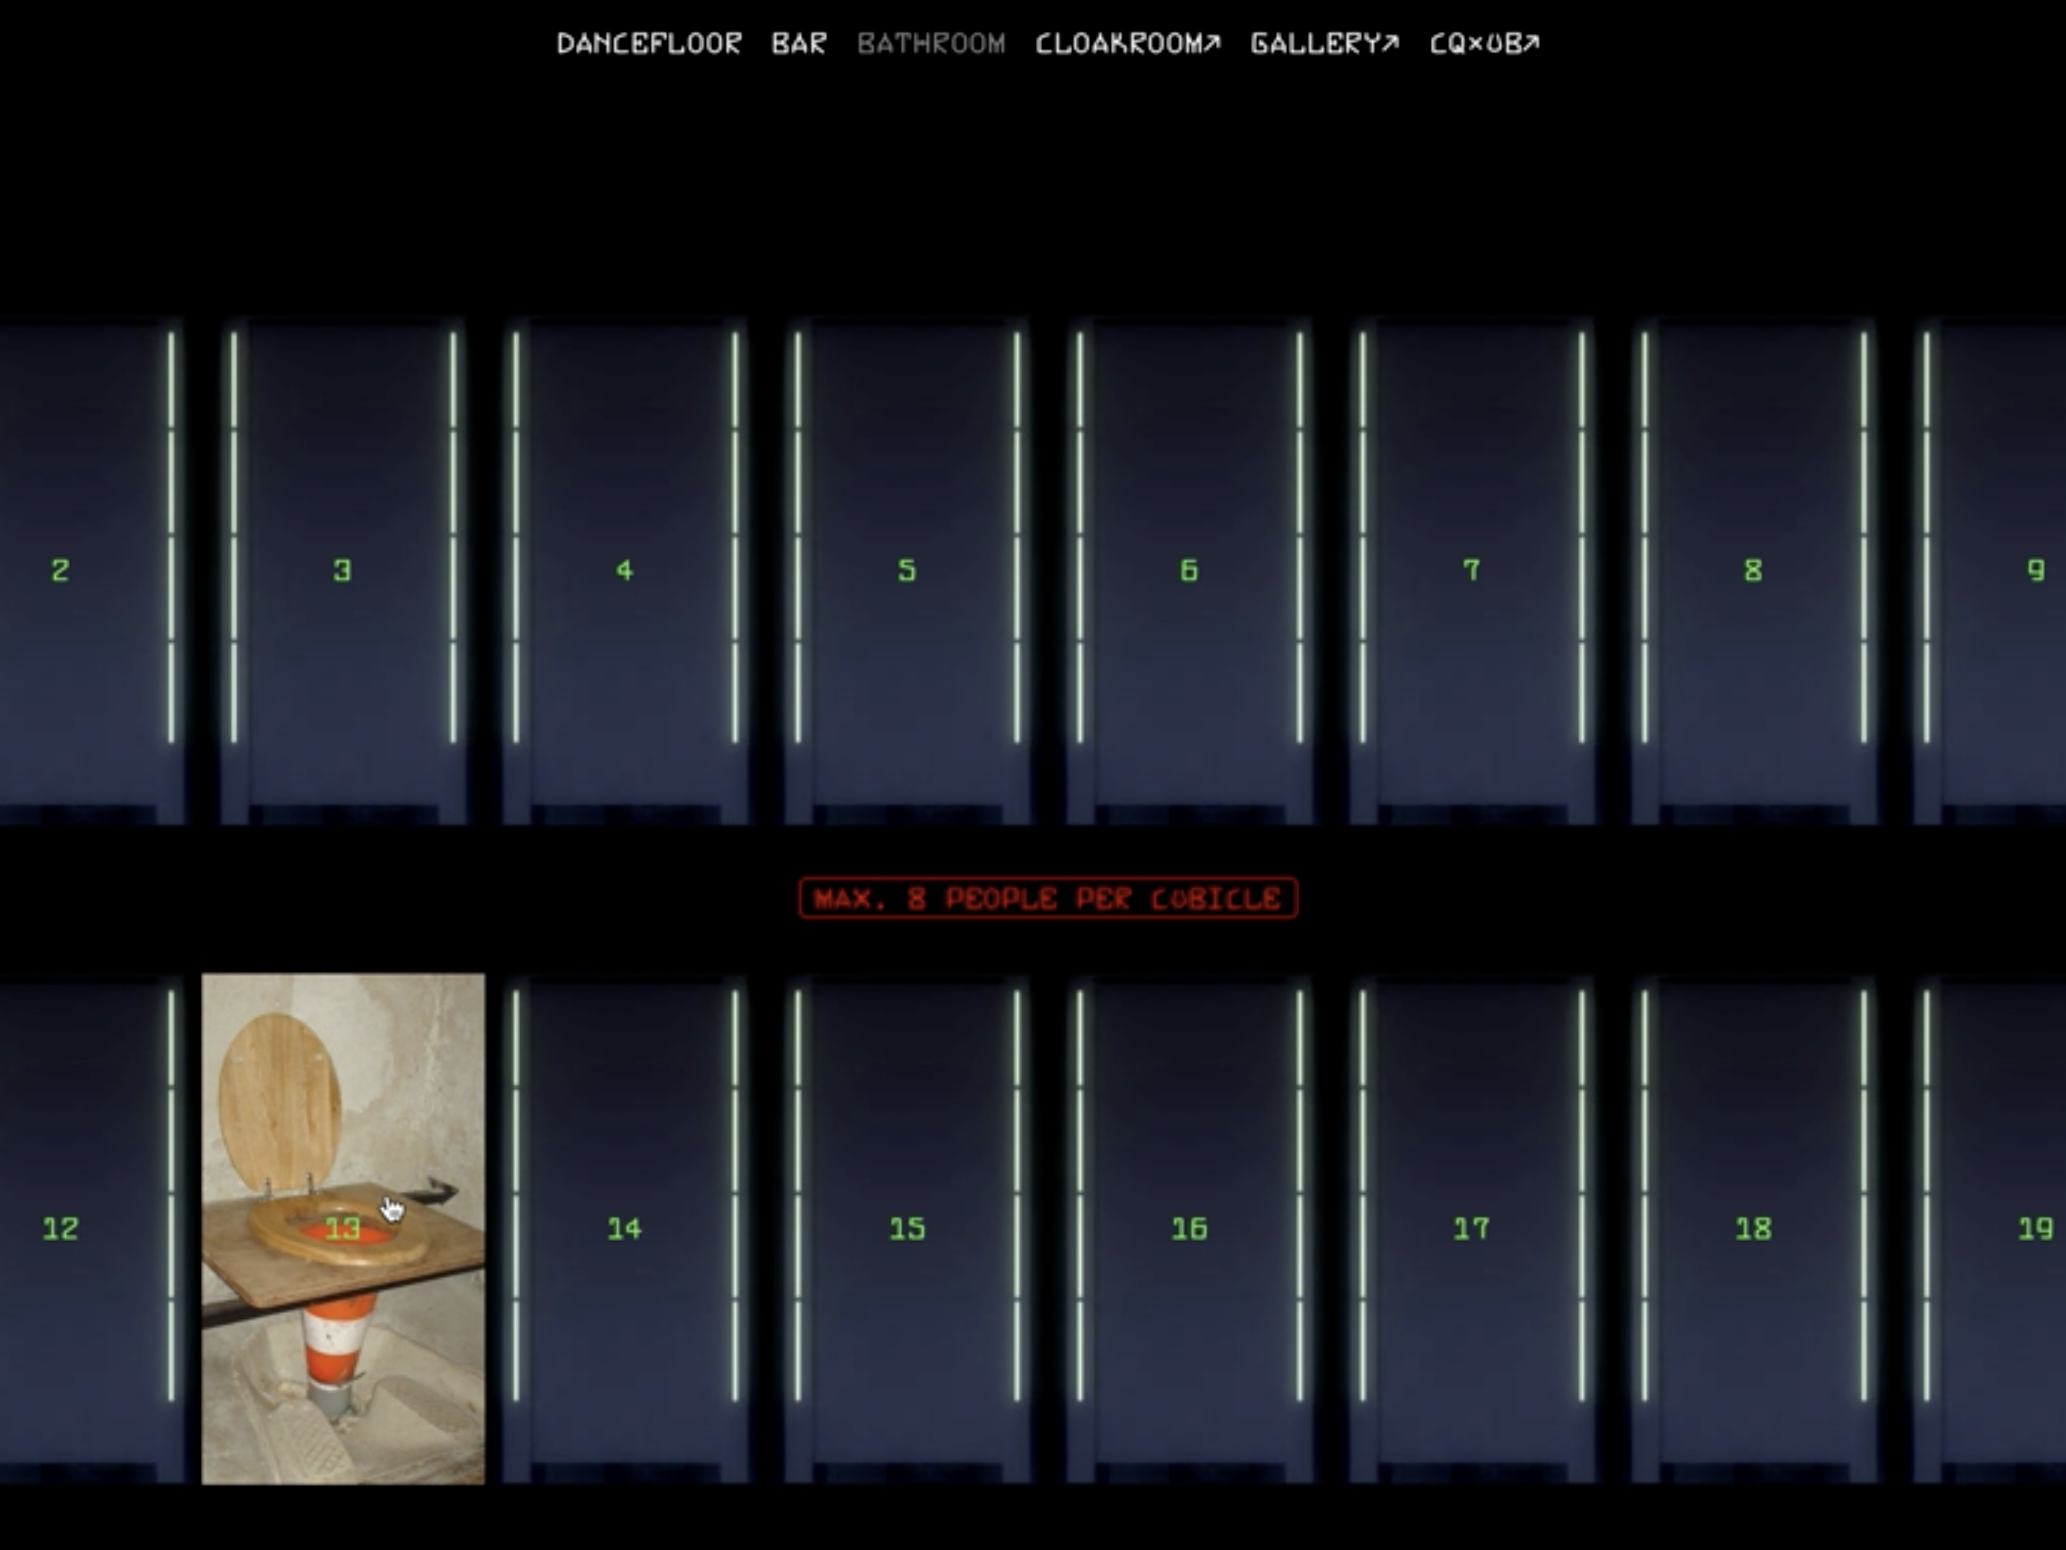 DANCEFLOOR BAR BATHROOM CLOAKROOM↗ GALLERY↗ CQ×UB↗
2 3 4 5 6 7 8 9
MAX. 8 PEOPLE PER CUBICLE
12 13 14 15 16 17 18 19